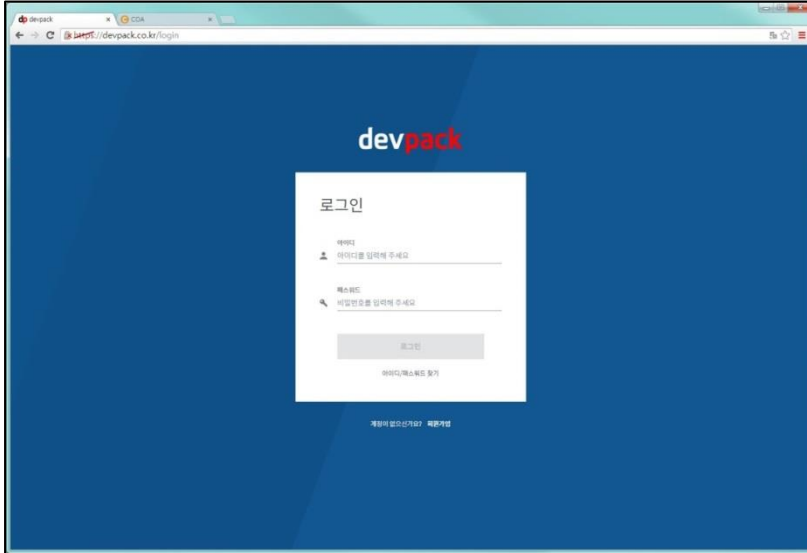 dp devpack
CDA
https://devpack.co.kr/login
devpack
로그인
아이디
아이디를 입력해 주세요
패스워드
비밀번호를 입력해 주세요
로그인
아이디/패스워드 찾기
계정이 없으신가요? 회원가입